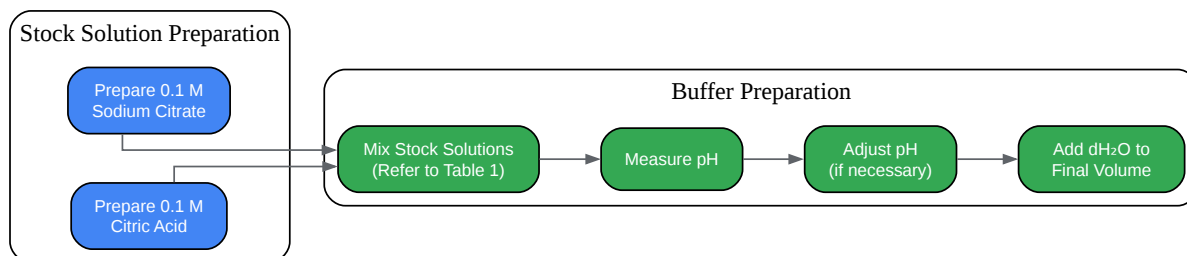 Stock Solution Preparation
Prepare 0.1 M
Sodium Citrate
Prepare 0.1 M
Citric Acid
Buffer Preparation
Mix Stock Solutions
(Refer to Table 1)
Measure pH
Adjust pH
(if necessary)
Add dH₂O to
Final Volume